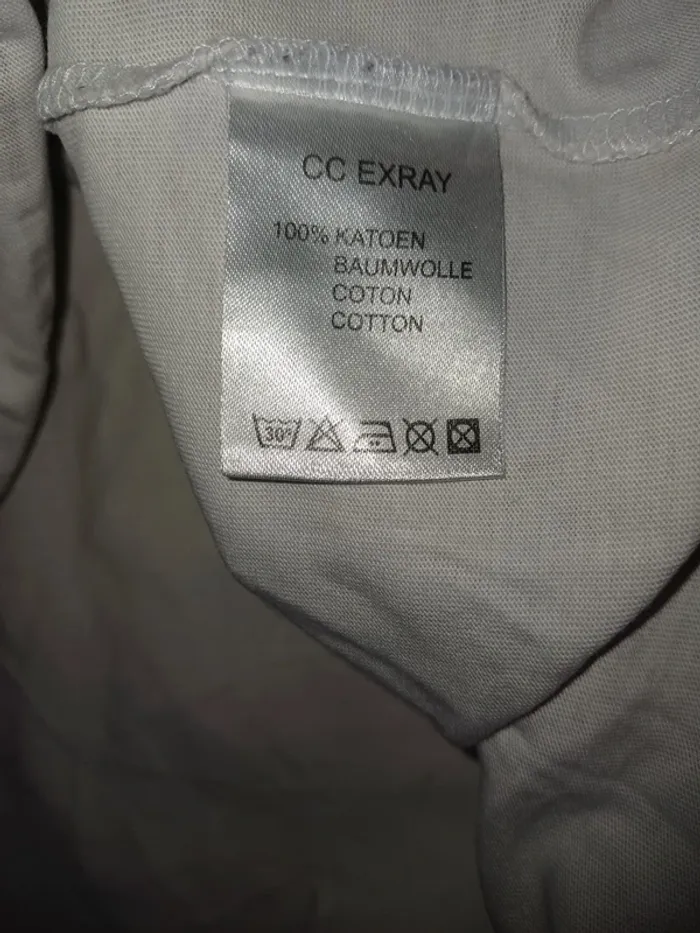 CC EXRAY
100% KATOEN
BAUMWOLLE
COTON
COTTON
30°